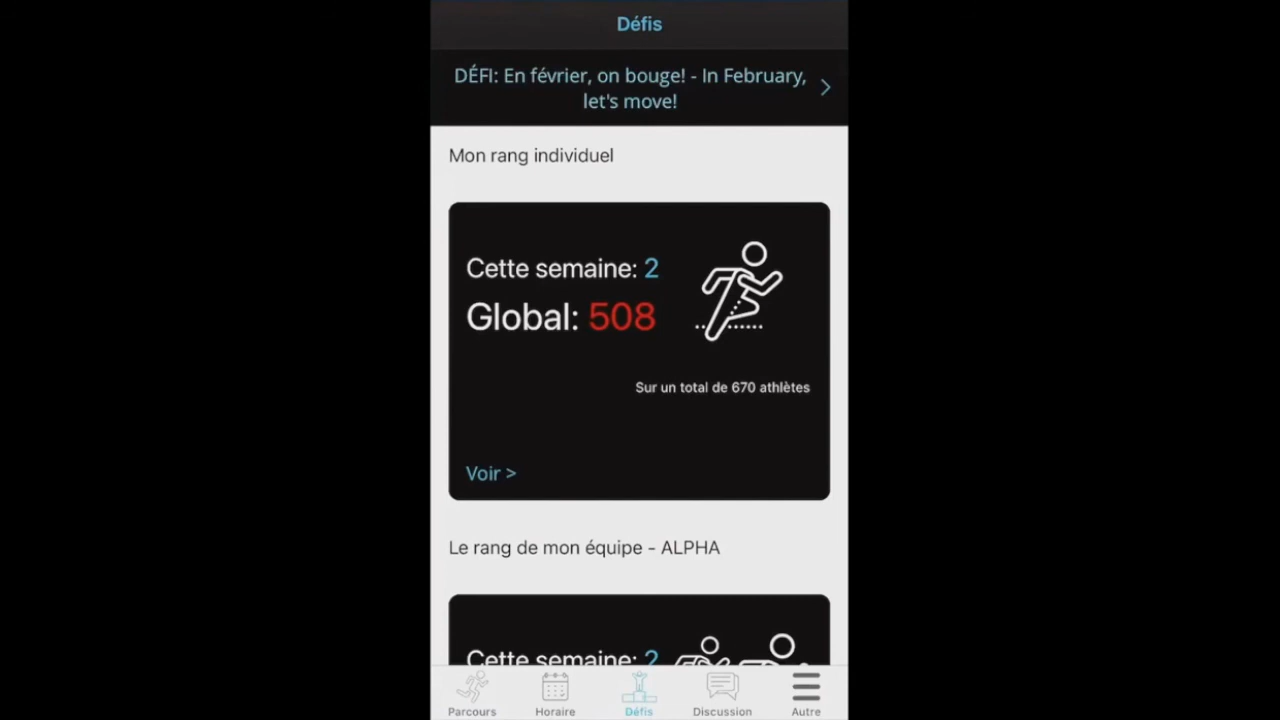 Défis
DÉFI: En février, on bouge! - In February,
let's move!
Mon rang individuel
Cette semaine: 2
Global: 508
Sur un total de 670 athlètes
Voir >
Le rang de mon équipe - ALPHA
Cette semaine: 2
Parcours Horaire Défis Discussion Autre